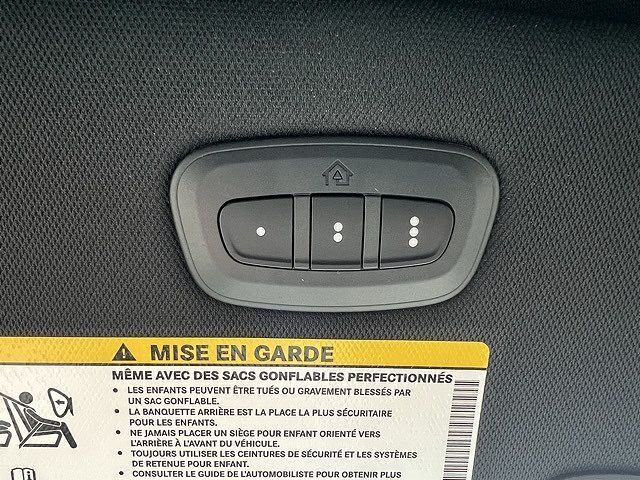 MISE EN GARDE
MÊME AVEC DES SACS GONFLABLES PERFECTIONNÉS
• LES ENFANTS PEUVENT ÊTRE TUÉS OU GRAVEMENT BLESSÉS PAR
UN SAC GONFLABLE.
• LA BANQUETTE ARRIÈRE EST LA PLACE LA PLUS SÉCURITAIRE
POUR LES ENFANTS.
• NE JAMAIS PLACER UN SIÈGE POUR ENFANT ORIENTÉ VERS
L'ARRIÈRE À L'AVANT DU VÉHICULE.
• TOUJOURS UTILISER LES CEINTURES DE SÉCURITÉ ET LES SYSTÈMES
DE RETENUE POUR ENFANT.
• CONSULTER LE GUIDE DE L'AUTOMOBILISTE POUR OBTENIR PLUS